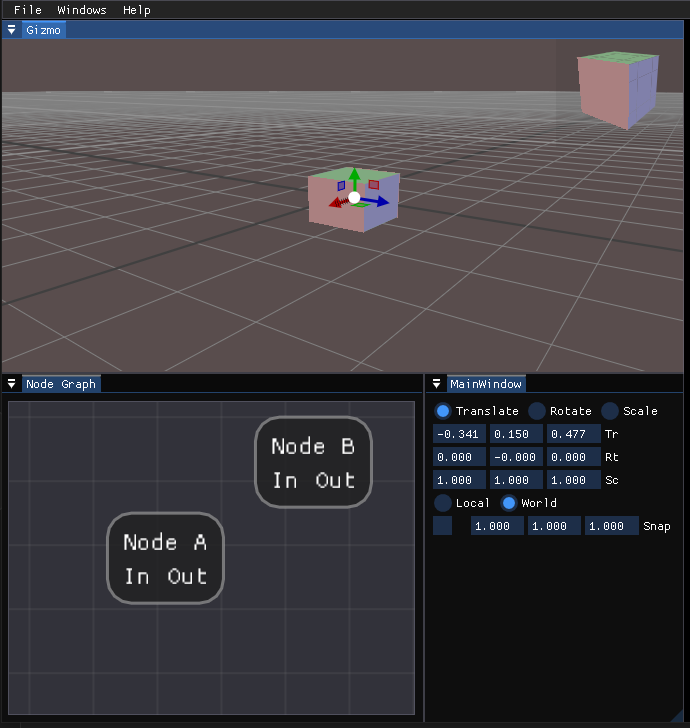 File Windows Help
Gizmo
Node Graph
Node B
In Out
Node A
In Out
MainWindow
Translate Rotate Scale
-0.341 0.150 0.477 Tr
0.000 -0.000 0.000 Rt
1.000 1.000 1.000 Sc
Local World
1.000 1.000 1.000 Snap